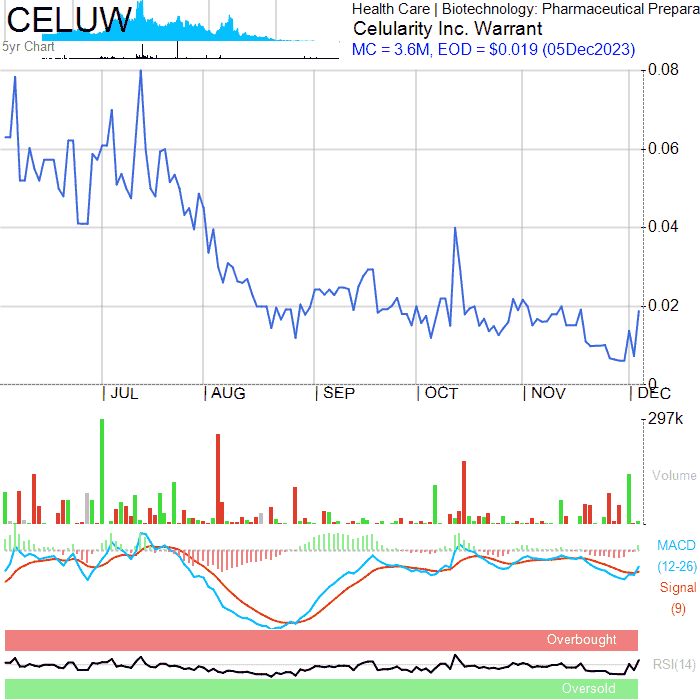 CELUW
Health Care | Biotechnology: Pharmaceutical Prepara
Celularity Inc. Warrant
5yr Chart
MC = 3.6M, EOD = $0.019 (05Dec2023)
0.08
0.06
0.04
0.02
0
| JUL | AUG | SEP | OCT | NOV | DEC
297k
Volume
MACD
(12-26)
Signal
(9)
Overbought
RSI(14)
Oversold